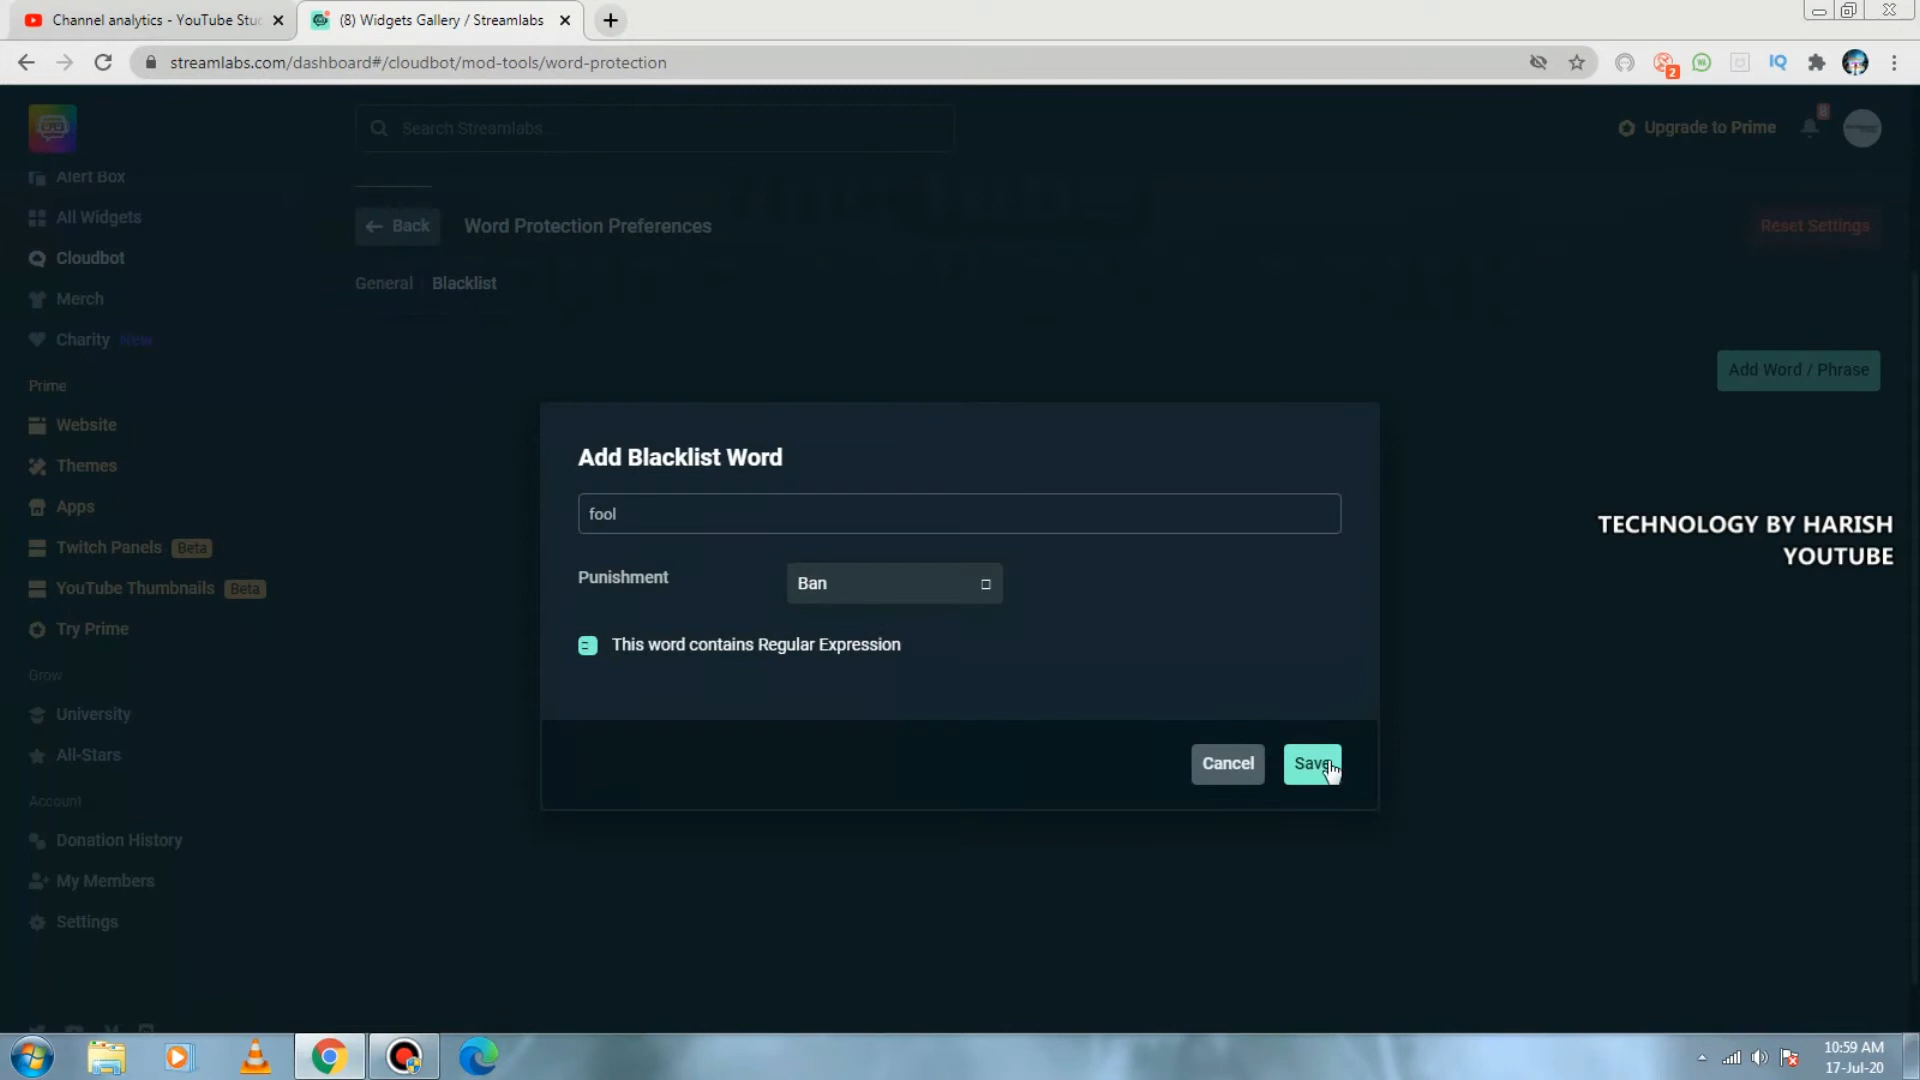 Channel analytics - YouTube Stu
(8) Widgets Gallery / Streamlabs
streamlabs.com/dashboard#/cloudbot/mod-tools/word-protection
2
IQ
Search Streamlabs...
Upgrade to Prime
8
Alert Box
All Widgets
Cloudbot
Merch
Charity New
Prime
Website
Themes
Apps
Twitch Panels Beta
YouTube Thumbnails Beta
Try Prime
Grow
University
All-Stars
Account
Donation History
My Members
Settings
Back
Word Protection Preferences
Reset Settings
General
Blacklist
Add Word / Phrase
Add Blacklist Word
fool
Punishment
Ban
This word contains Regular Expression
Cancel
Save
TECHNOLOGY BY HARISH
YOUTUBE
10:59 AM
17-Jul-20